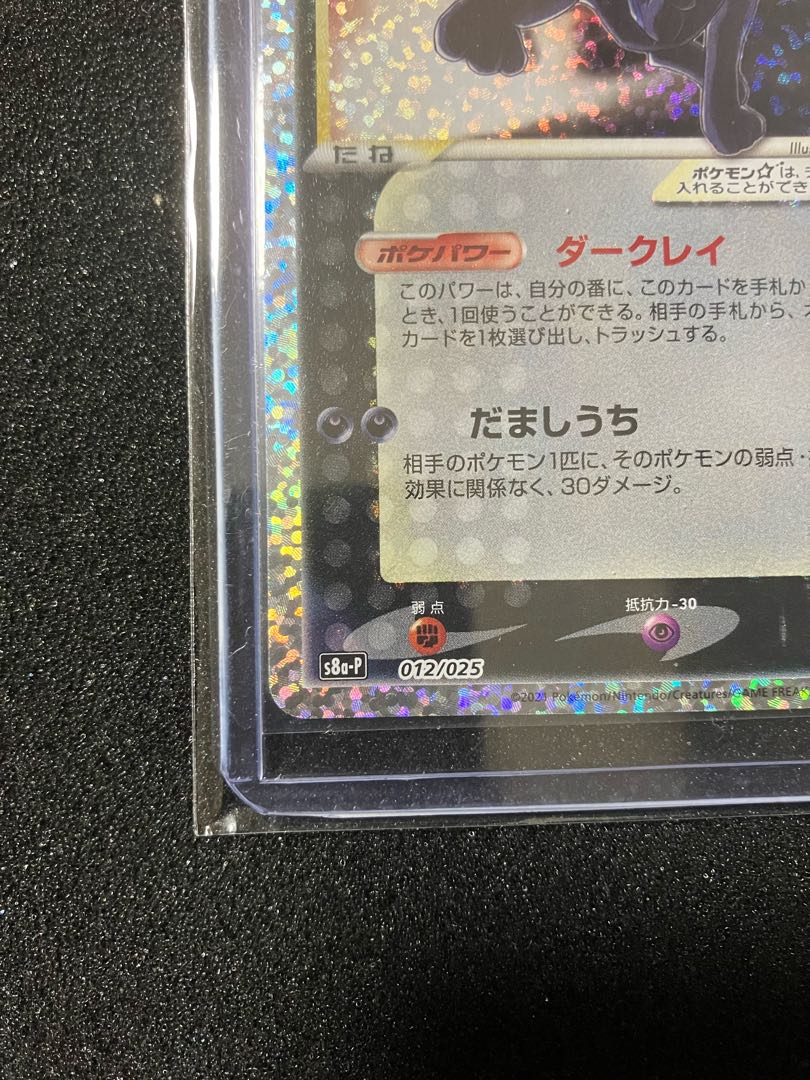 たね
Illu
ポケモン☆は、
入れることができ
ポケパワー ダークレイ
このパワーは、自分の番に、このカードを手札か
とき、1回使うことができる。相手の手札から、
カードを1枚選び出し、トラッシュする。
だましうち
相手のポケモン1匹に、そのポケモンの弱点・
効果に関係なく、30ダメージ。
弱点 抵抗力-30
s8a-P 012/025
©2021 Pokémon/Nintendo/Creatures/GAME FREAK